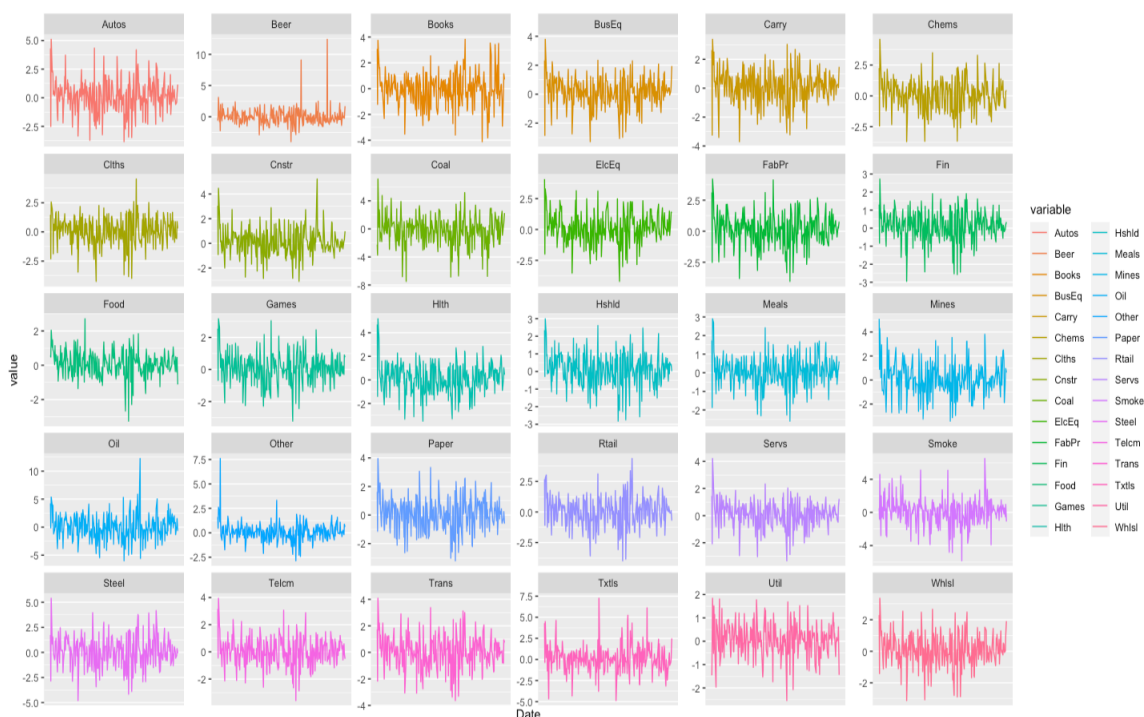 value
Autos
5.0
2.5
0.0
-2.5
Beer
10
5
0
Books
4
2
0
-2
-4
BusEq
4
2
0
-2
Carry
2
0
-2
-4
Chems
2.5
0.0
-2.5
Clths
2.5
0.0
-2.5
Cnstr
4
2
0
-2
Coal
4
0
-4
-8
ElcEq
2.5
0.0
-2.5
FabPr
2.5
0.0
-2.5
Fin
2
1
0
-1
-2
-3
Food
2
0
-2
Games
2
0
-2
Hlth
4
2
0
-2
Hshld
3
2
1
0
-1
-2
-3
Meals
3
2
1
0
-1
-2
Mines
4
2
0
-2
Oil
10
5
0
-5
Other
7.5
5.0
2.5
0.0
-2.5
Paper
4
2
0
-2
Rtail
2.5
0.0
-2.5
Servs
4
2
0
-2
Smoke
4
0
-4
Steel
5.0
2.5
0.0
-2.5
-5.0
Telcm
4
2
0
-2
Trans
4
2
0
-2
-4
Txtls
7.5
5.0
2.5
0.0
-2.5
-5.0
Util
2
1
0
-2
Whlsl
2
0
-2
Date
variable
Autos
Beer
Books
BusEq
Carry
Chems
Clths
Cnstr
Coal
ElcEq
FabPr
Fin
Food
Games
Hlth
Hshld
Meals
Mines
Oil
Other
Paper
Rtail
Servs
Smoke
Steel
Telcm
Trans
Txtls
Util
Whlsl